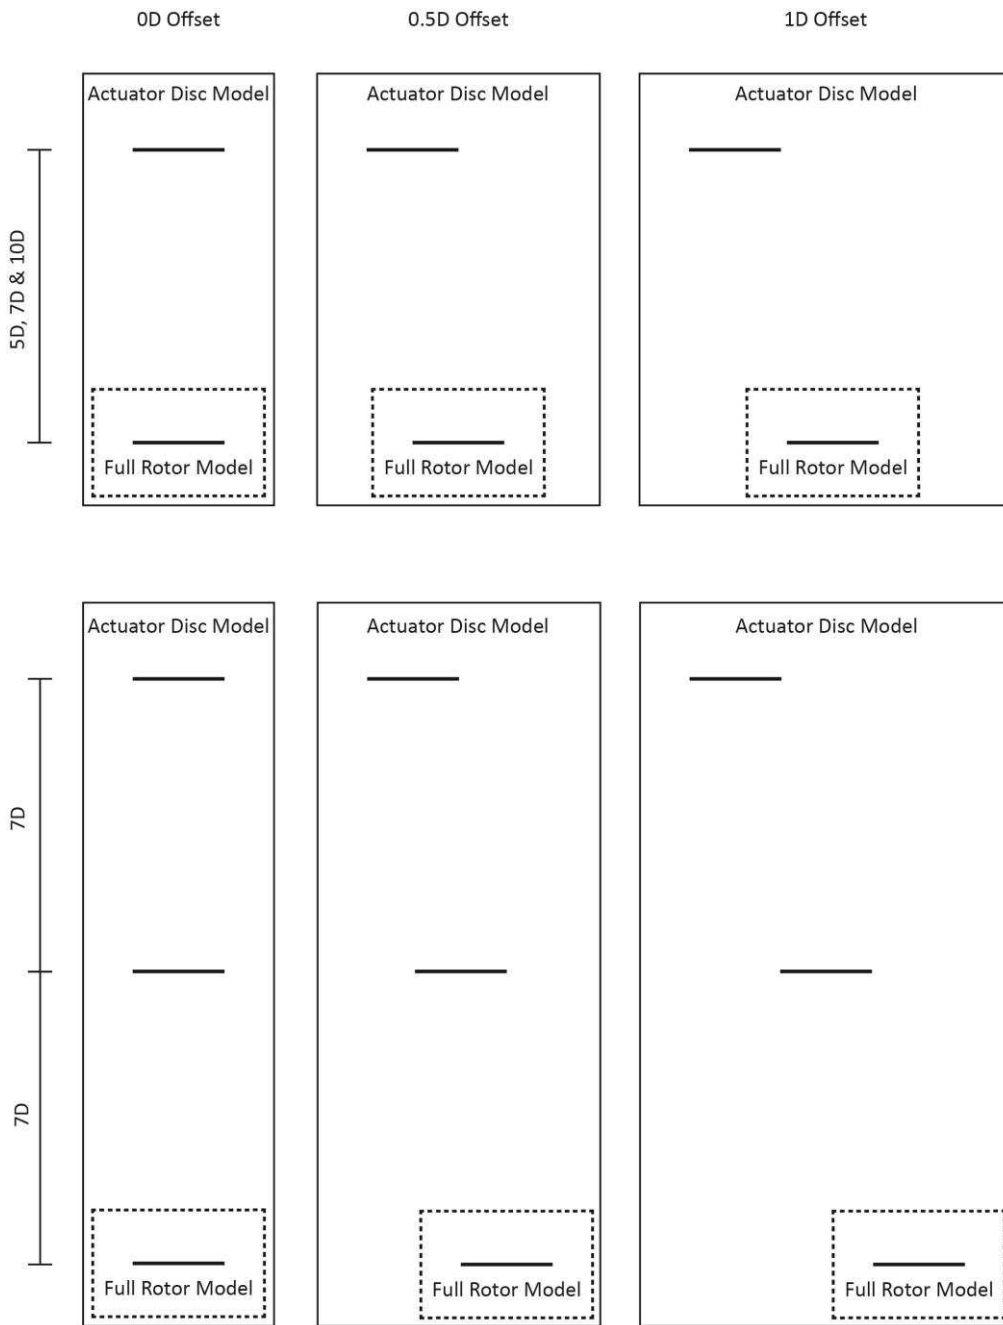 0D Offset
0.5D Offset
1D Offset
Actuator Disc Model
Actuator Disc Model
Actuator Disc Model
5D, 7D & 10D
Full Rotor Model
Full Rotor Model
Full Rotor Model
Actuator Disc Model
Actuator Disc Model
Actuator Disc Model
7D
7D
Full Rotor Model
Full Rotor Model
Full Rotor Model